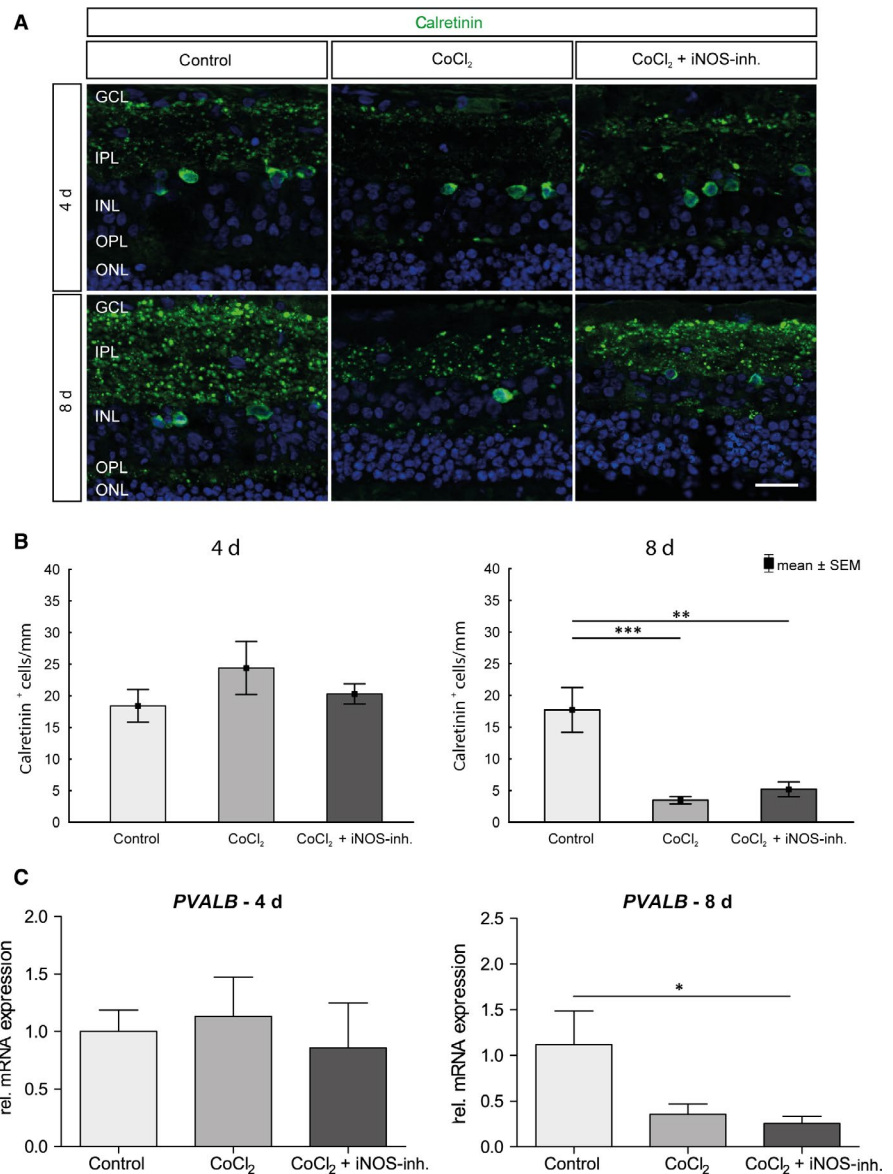 A
Calretinin
Control
CoCl₂
CoCl₂ + iNOS-inh.
4 d
GCL
IPL
INL
OPL
ONL
8 d
GCL
IPL
INL
OPL
ONL
B
4 d
Calretinin ⁺ cells/mm
40
35
30
25
20
15
10
5
0
Control
CoCl₂
CoCl₂ + iNOS-inh.
8 d
mean ± SEM
Calretinin ⁺ cells/mm
40
35
30
25
20
15
10
5
0
**
***
Control
CoCl₂
CoCl₂ + iNOS-inh.
C
PVALB - 4 d
rel. mRNA expression
2.0
1.5
1.0
0.5
0.0
Control
CoCl₂
CoCl₂ + iNOS-inh.
PVALB - 8 d
rel. mRNA expression
2.5
2.0
1.5
1.0
0.5
0.0
*
Control
CoCl₂
CoCl₂ + iNOS-inh.